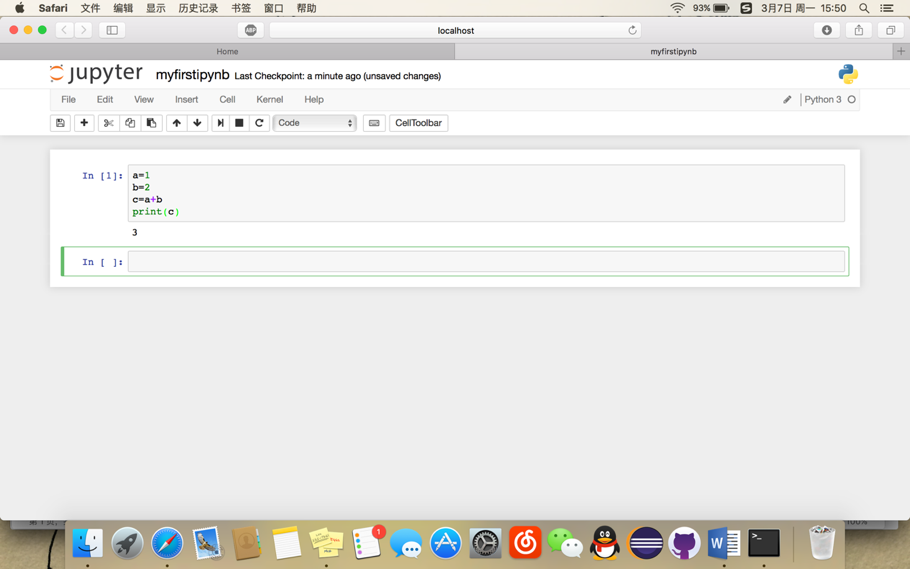 Safari 文件 编辑 显示 历史记录 书签 窗口 帮助 93% S 3月7日 周一 15:50
ABP localhost
Home myfirstipynb
jupyter myfirstipynb Last Checkpoint: a minute ago (unsaved changes)
File Edit View Insert Cell Kernel Help Python 3
Code CellToolbar
In [1]: a=1
b=2
c=a+b
print(c)
3
In [ ]:
100%
1